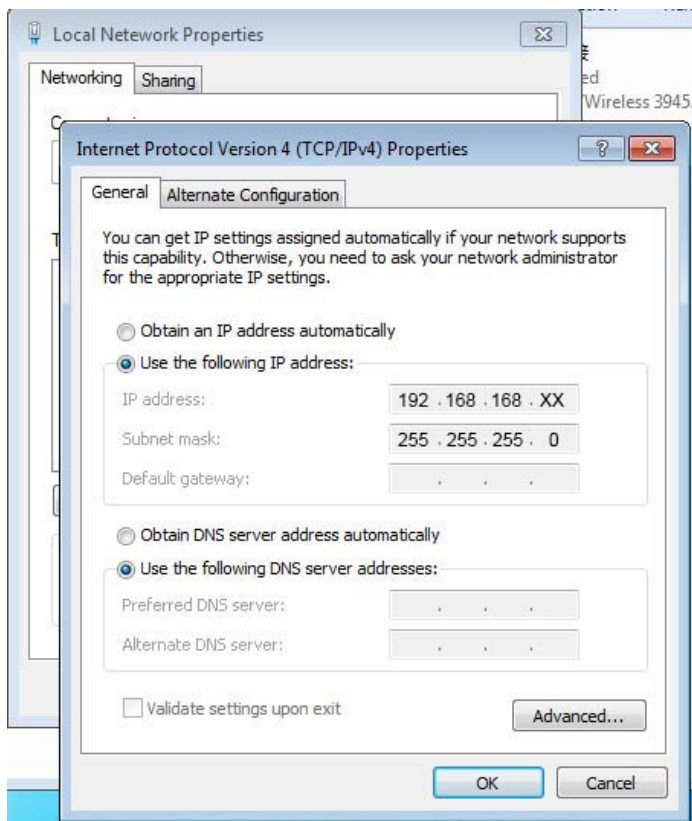 Local Netework Properties
Networking Sharing
Wireless 3945
Internet Protocol Version 4 (TCP/IPv4) Properties
General Alternate Configuration
You can get IP settings assigned automatically if your network supports
this capability. Otherwise, you need to ask your network administrator
for the appropriate IP settings.
Obtain an IP address automatically
Use the following IP address:
IP address: 192 . 168 . 168 . XX
Subnet mask: 255 . 255 . 255 . 0
Default gateway: . . .
Obtain DNS server address automatically
Use the following DNS server addresses:
Preferred DNS server: . . .
Alternate DNS server: . . .
Validate settings upon exit
Advanced...
OK Cancel